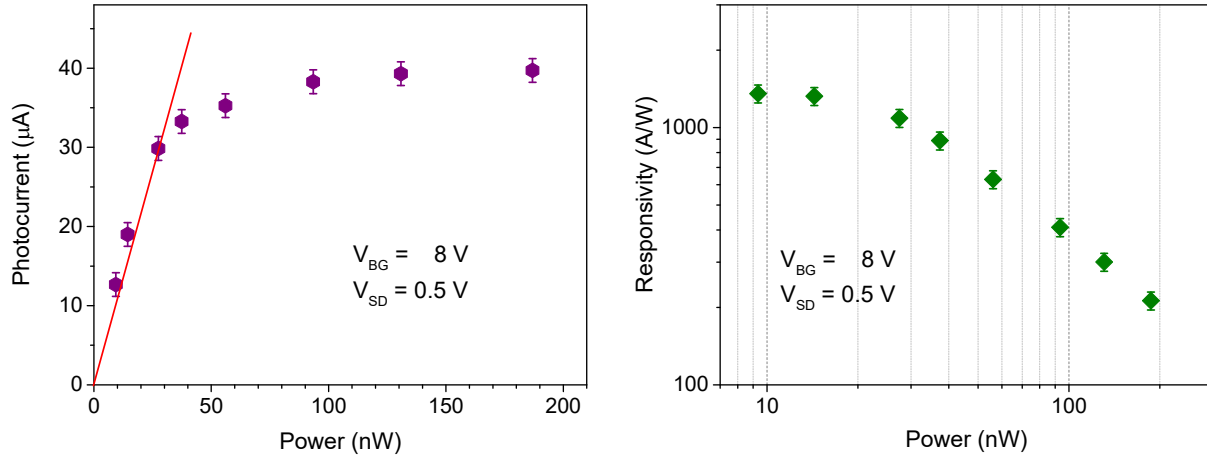 Photocurrent (μA)
40
30
20
10
0
V_BG = 8 V
V_SD = 0.5 V
0 50 100 150 200
Power (nW)
Responsivity (A/W)
1000
100
V_BG = 8 V
V_SD = 0.5 V
10 100
Power (nW)